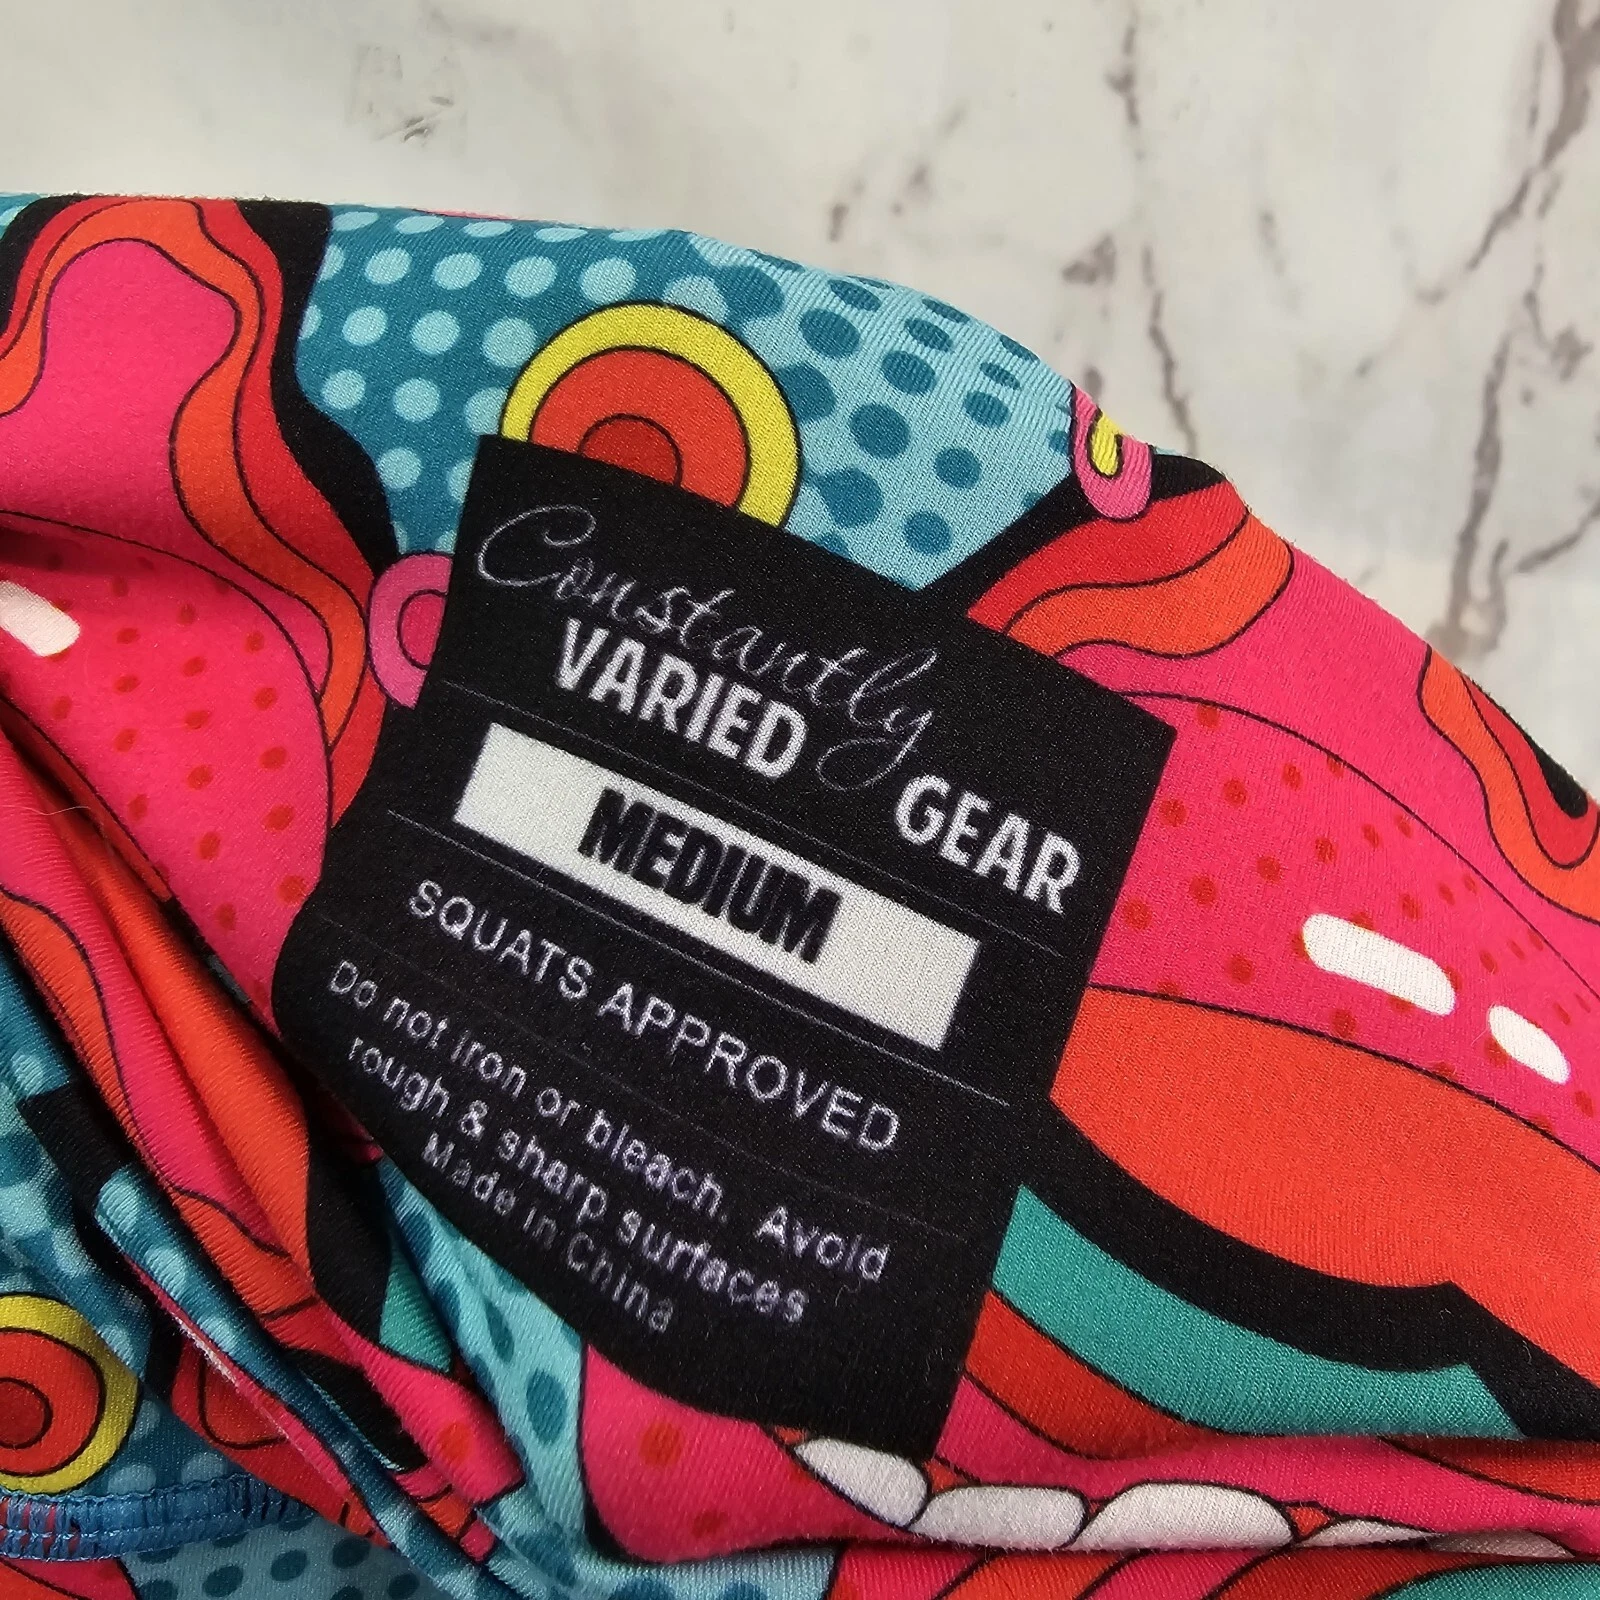 Constantly
VARIED GEAR
MEDIUM
SQUATS APPROVED
Do not iron or bleach. Avoid
rough & sharp surfaces
Made in China